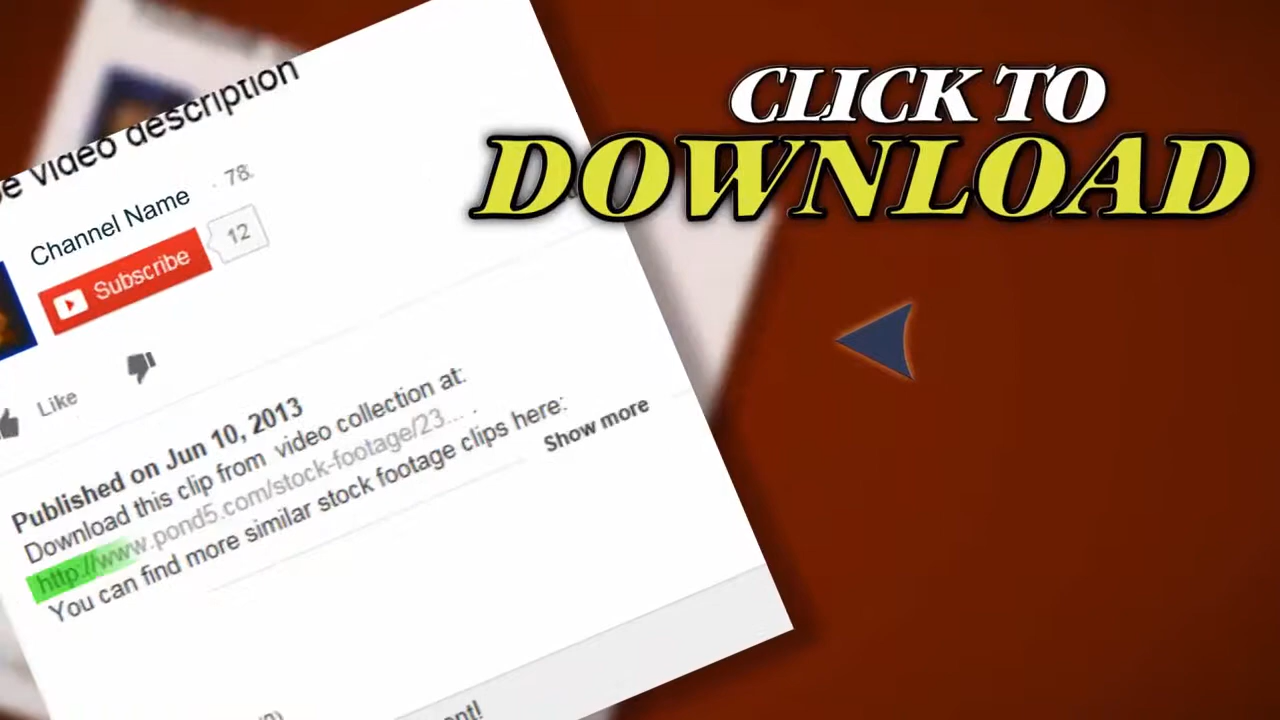 CLICK TO
DOWNLOAD
video description
Channel Name
Subscribe
12
Like
Published on Jun 10, 2013
Download this clip from video collection at:
http://www.pond5.com/stock-footage/23...
You can find more similar stock footage clips here:
Show more